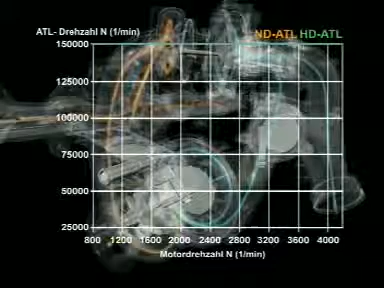 ATL- Drehzahl N (1/min)
ND-ATL HD-ATL
150000
125000
100000
75000
50000
25000
800 1200 1600 2000 2400 2800 3200 3600 4000
Motordrehzahl N (1/min)